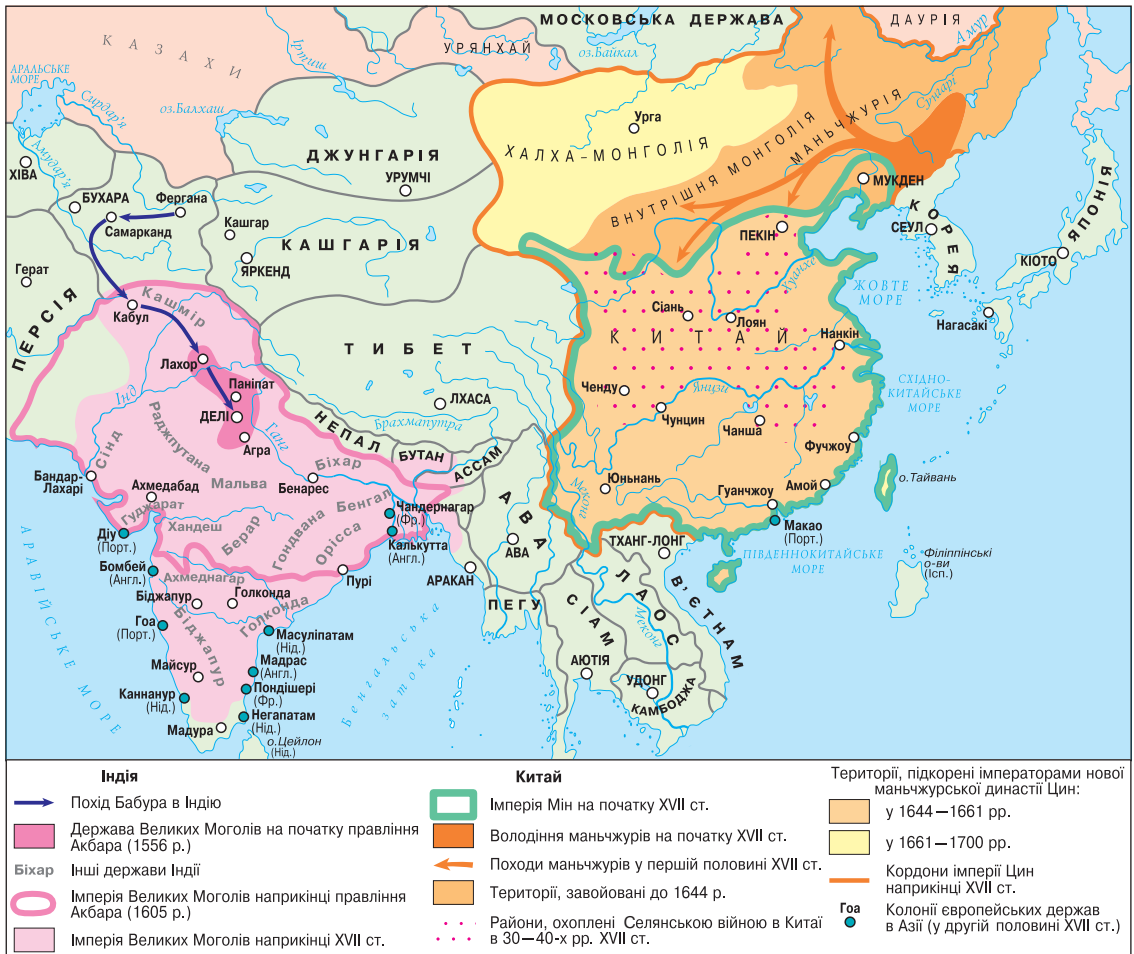 МОСКОВСЬКА ДЕРЖАВА
ДАУРІЯ
Амур
КАЗАХИ
Іртиш
УРЯНХАЙ
оз.Байкал
АРАЛЬСЬКЕ
МОРЕ
Сирдар'я
оз.Балхаш
Сунгарі
Амудар'я
Урга
ХАЛХА–МОНГОЛІЯ
МАНЬЧЖУРІЯ
ВНУТРІШНЯ МОНГОЛІЯ
ДЖУНГАРІЯ
УРУМЧІ
ХІВА
БУХАРА
Фергана
Самарканд
Кашгар
КАШГАРІЯ
ЯРКЕНД
МУКДЕН
КОРЕЯ
СЕУЛ
ЯПОНІЯ
КІОТО
ПЕКІН
Хуанхе
ЖОВТЕ
МОРЕ
Нагасакі
Герат
ПЕРСІЯ
Кашмір
Кабул
Лахор
Паніпат
ДЕЛІ
Агра
Інд
Ганг
ТИБЕТ
ЛХАСА
Брахмапутра
Сіань
Лоян
Нанкін
КИТАЙ
Ченду
Янцзи
Чунцин
Чанша
СХІДНО-
КИТАЙСЬКЕ
МОРЕ
Фучжоу
НЕПАЛ
БУТАН
АССАМ
Сінд
Раджпутана
Біхар
Бандар-
Лахарі
Ахмедабад
Мальва
Бенарес
Юньнань
Меконг
Гуанчжоу
Амой
о.Тайвань
Гуджарат
Хандеш
Берар
Гондвана
Бенгал
Орісса
Чандернагар
(Фр.)
Калькутта
(Англ.)
АВА
АВА
Макао
(Порт.)
Діу
(Порт.)
Бомбей
(Англ.)
Ахмеднагар
Пурі
АРАКАН
ТХАНГ-ЛОНГ
ПІВДЕННОКИТАЙСЬКЕ
МОРЕ
Філіппінські
о-ви
(Ісп.)
Біджапур
Голконда
Голконда
ПЕГУ
СІАМ
ЛАОС
В'ЄТНАМ
Меконг
Гоа
(Порт.)
Біджапур
Масуліпатам
(Нід.)
Мадрас
(Англ.)
Майсур
Пондішері
(Фр.)
Каннанур
(Нід.)
Негапатам
(Нід.)
Мадура
о.Цейлон
(Нід.)
АРАВІЙСЬКЕ МОРЕ
Бенгальська
затока
АЮТІЯ
УДОНГ
КАМБОДЖА
Індія
Похід Бабура в Індію
Держава Великих Моголів на початку правління
Акбара (1556 р.)
Біхар Інші держави Індії
Імперія Великих Моголів наприкінці правління
Акбара (1605 р.)
Імперія Великих Моголів наприкінці XVII ст.
Китай
Імперія Мін на початку XVII ст.
Володіння маньчжурів на початку XVII ст.
Походи маньчжурів у першій половині XVII ст.
Території, завойовані до 1644 р.
Райони, охоплені Селянською війною в Китаї
в 30—40-х рр. XVII ст.
Території, підкорені імператорами нової
маньчжурської династії Цин:
у 1644—1661 рр.
у 1661—1700 рр.
Кордони імперії Цин
наприкінці XVII ст.
Гоа Колонії європейських держав
в Азії (у другій половині XVII ст.)